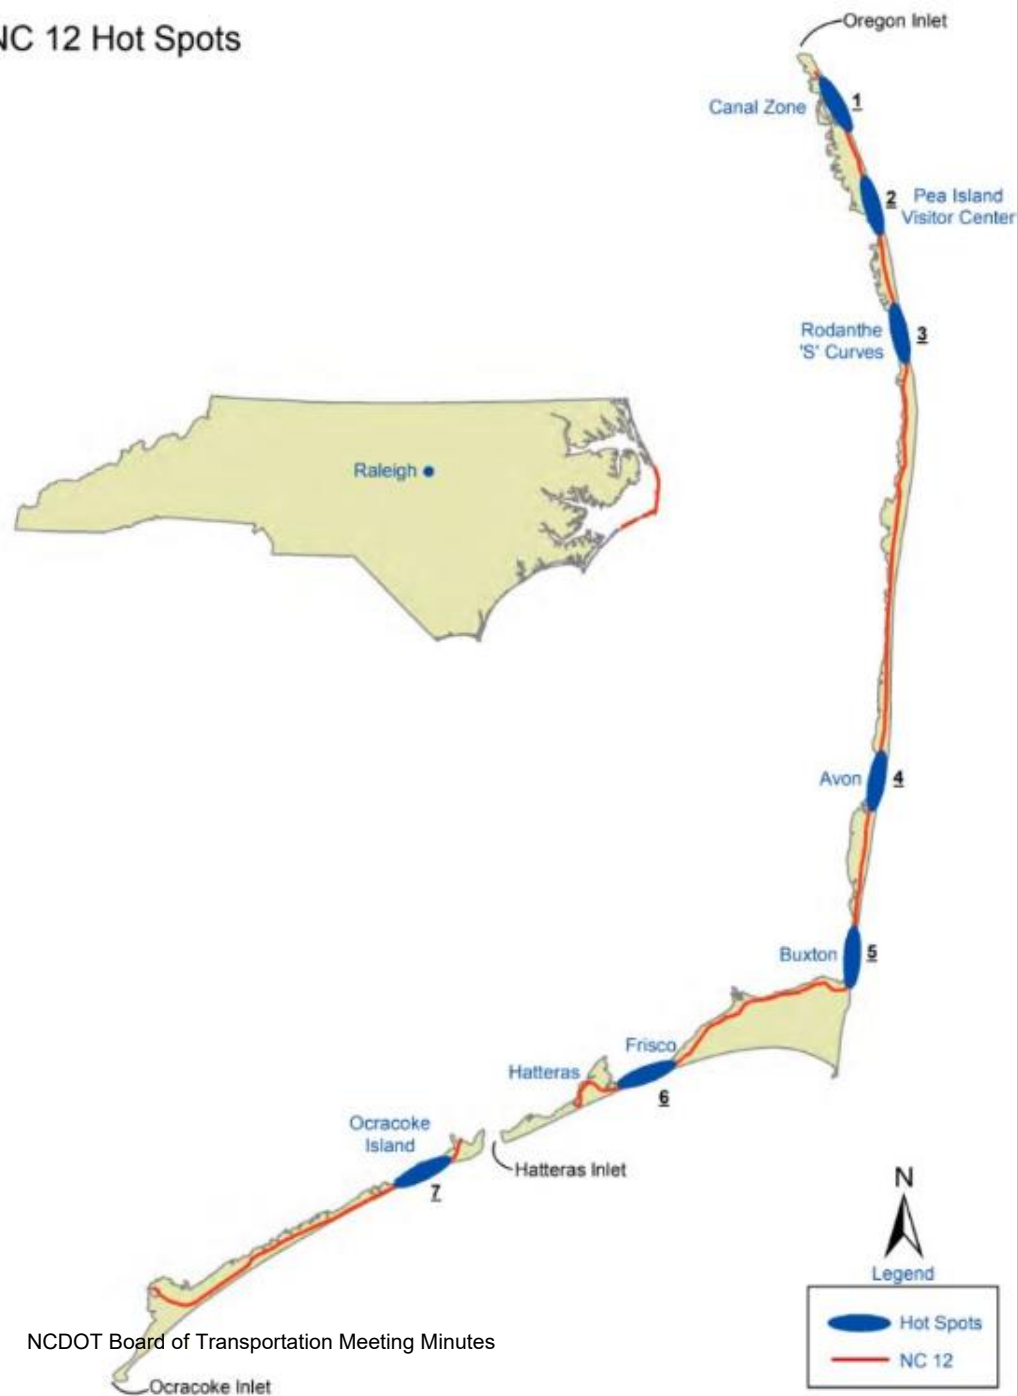 NC 12 Hot Spots
Oregon Inlet
Canal Zone
1
2
Pea Island
Visitor Center
Rodanthe
'S' Curves
3
Raleigh
Avon
4
Buxton
5
Frisco
Hatteras
6
Ocracoke
Island
Hatteras Inlet
7
N
Legend
Hot Spots
NC 12
NCDOT Board of Transportation Meeting Minutes
Ocracoke Inlet